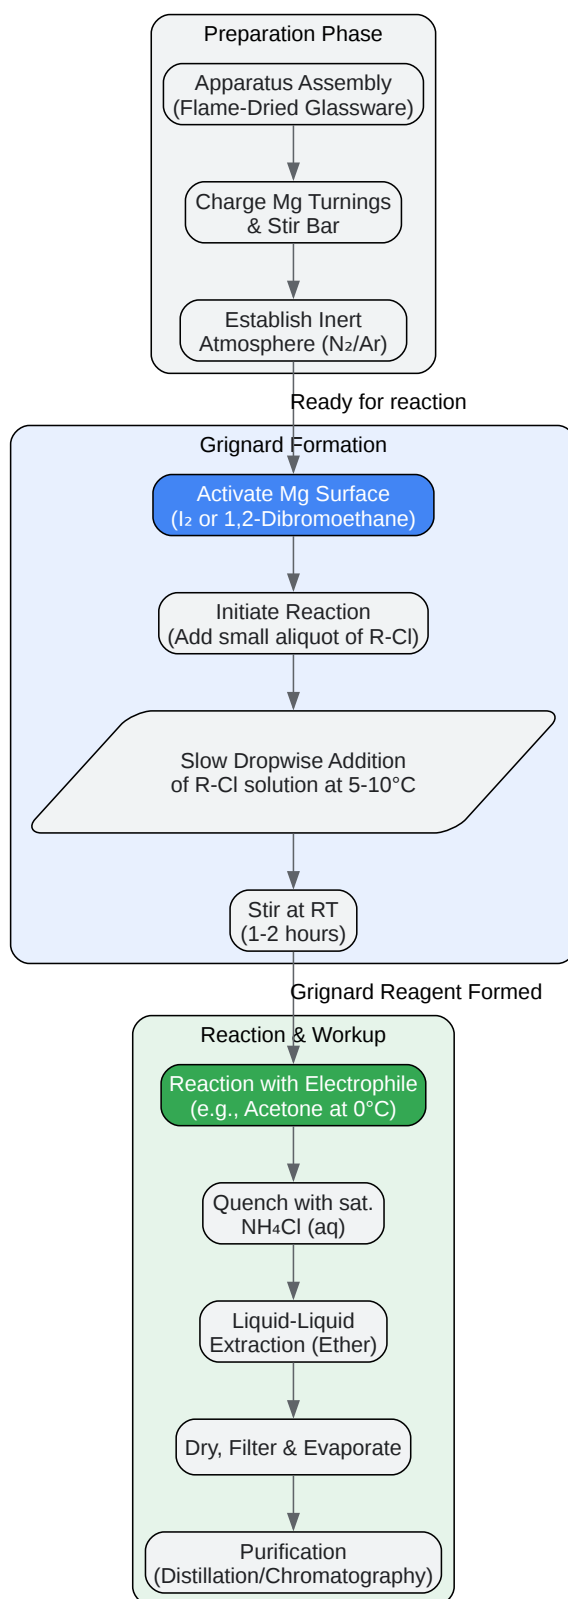 Preparation Phase
Apparatus Assembly
(Flame-Dried Glassware)
Charge Mg Turnings
& Stir Bar
Establish Inert
Atmosphere (N₂/Ar)
Ready for reaction
Grignard Formation
Activate Mg Surface
(I₂ or 1,2-Dibromoethane)
Initiate Reaction
(Add small aliquot of R-Cl)
Slow Dropwise Addition
of R-Cl solution at 5-10°C
Stir at RT
(1-2 hours)
Grignard Reagent Formed
Reaction & Workup
Reaction with Electrophile
(e.g., Acetone at 0°C)
Quench with sat.
NH₄Cl (aq)
Liquid-Liquid
Extraction (Ether)
Dry, Filter & Evaporate
Purification
(Distillation/Chromatography)